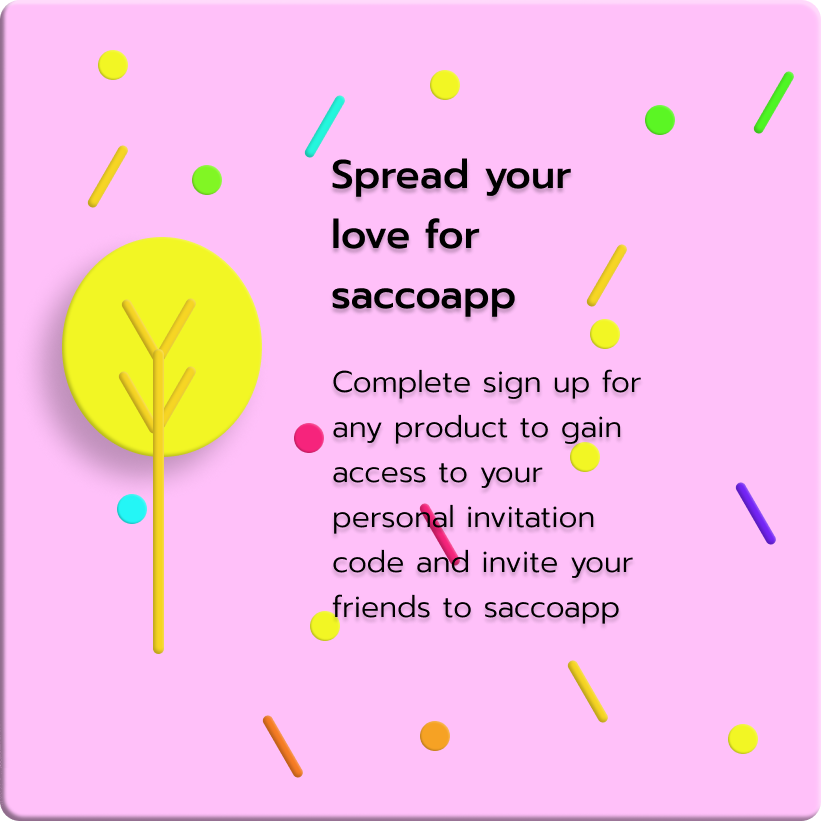 Spread your
love for
saccoapp
Complete sign up for
any product to gain
access to your
personal invitation
code and invite your
friends to saccoapp